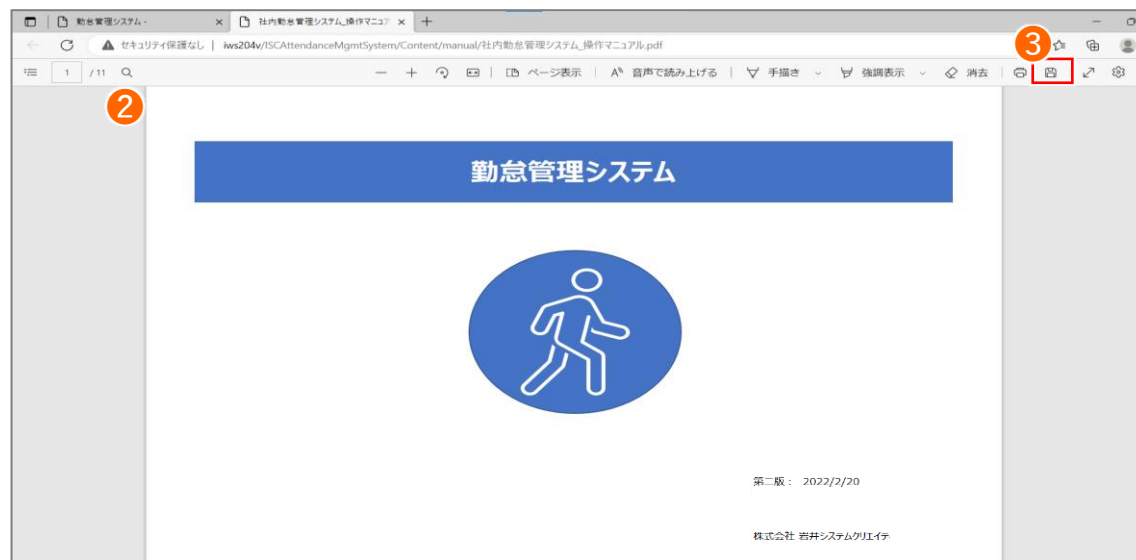 勤怠管理システム -
社内勤怠管理システム_操作マニュア
セキュリティ保護なし | iws204v/ISCAttendanceMgmtSystem/Content/manual/社内勤怠管理システム_操作マニュアル.pdf
3
1 / 11 ページ表示 A 音声で読み上げる 手描き 強調表示 消去
2
勤怠管理システム
第二版: 2022/2/20
株式会社 岩井システムクリエイテ